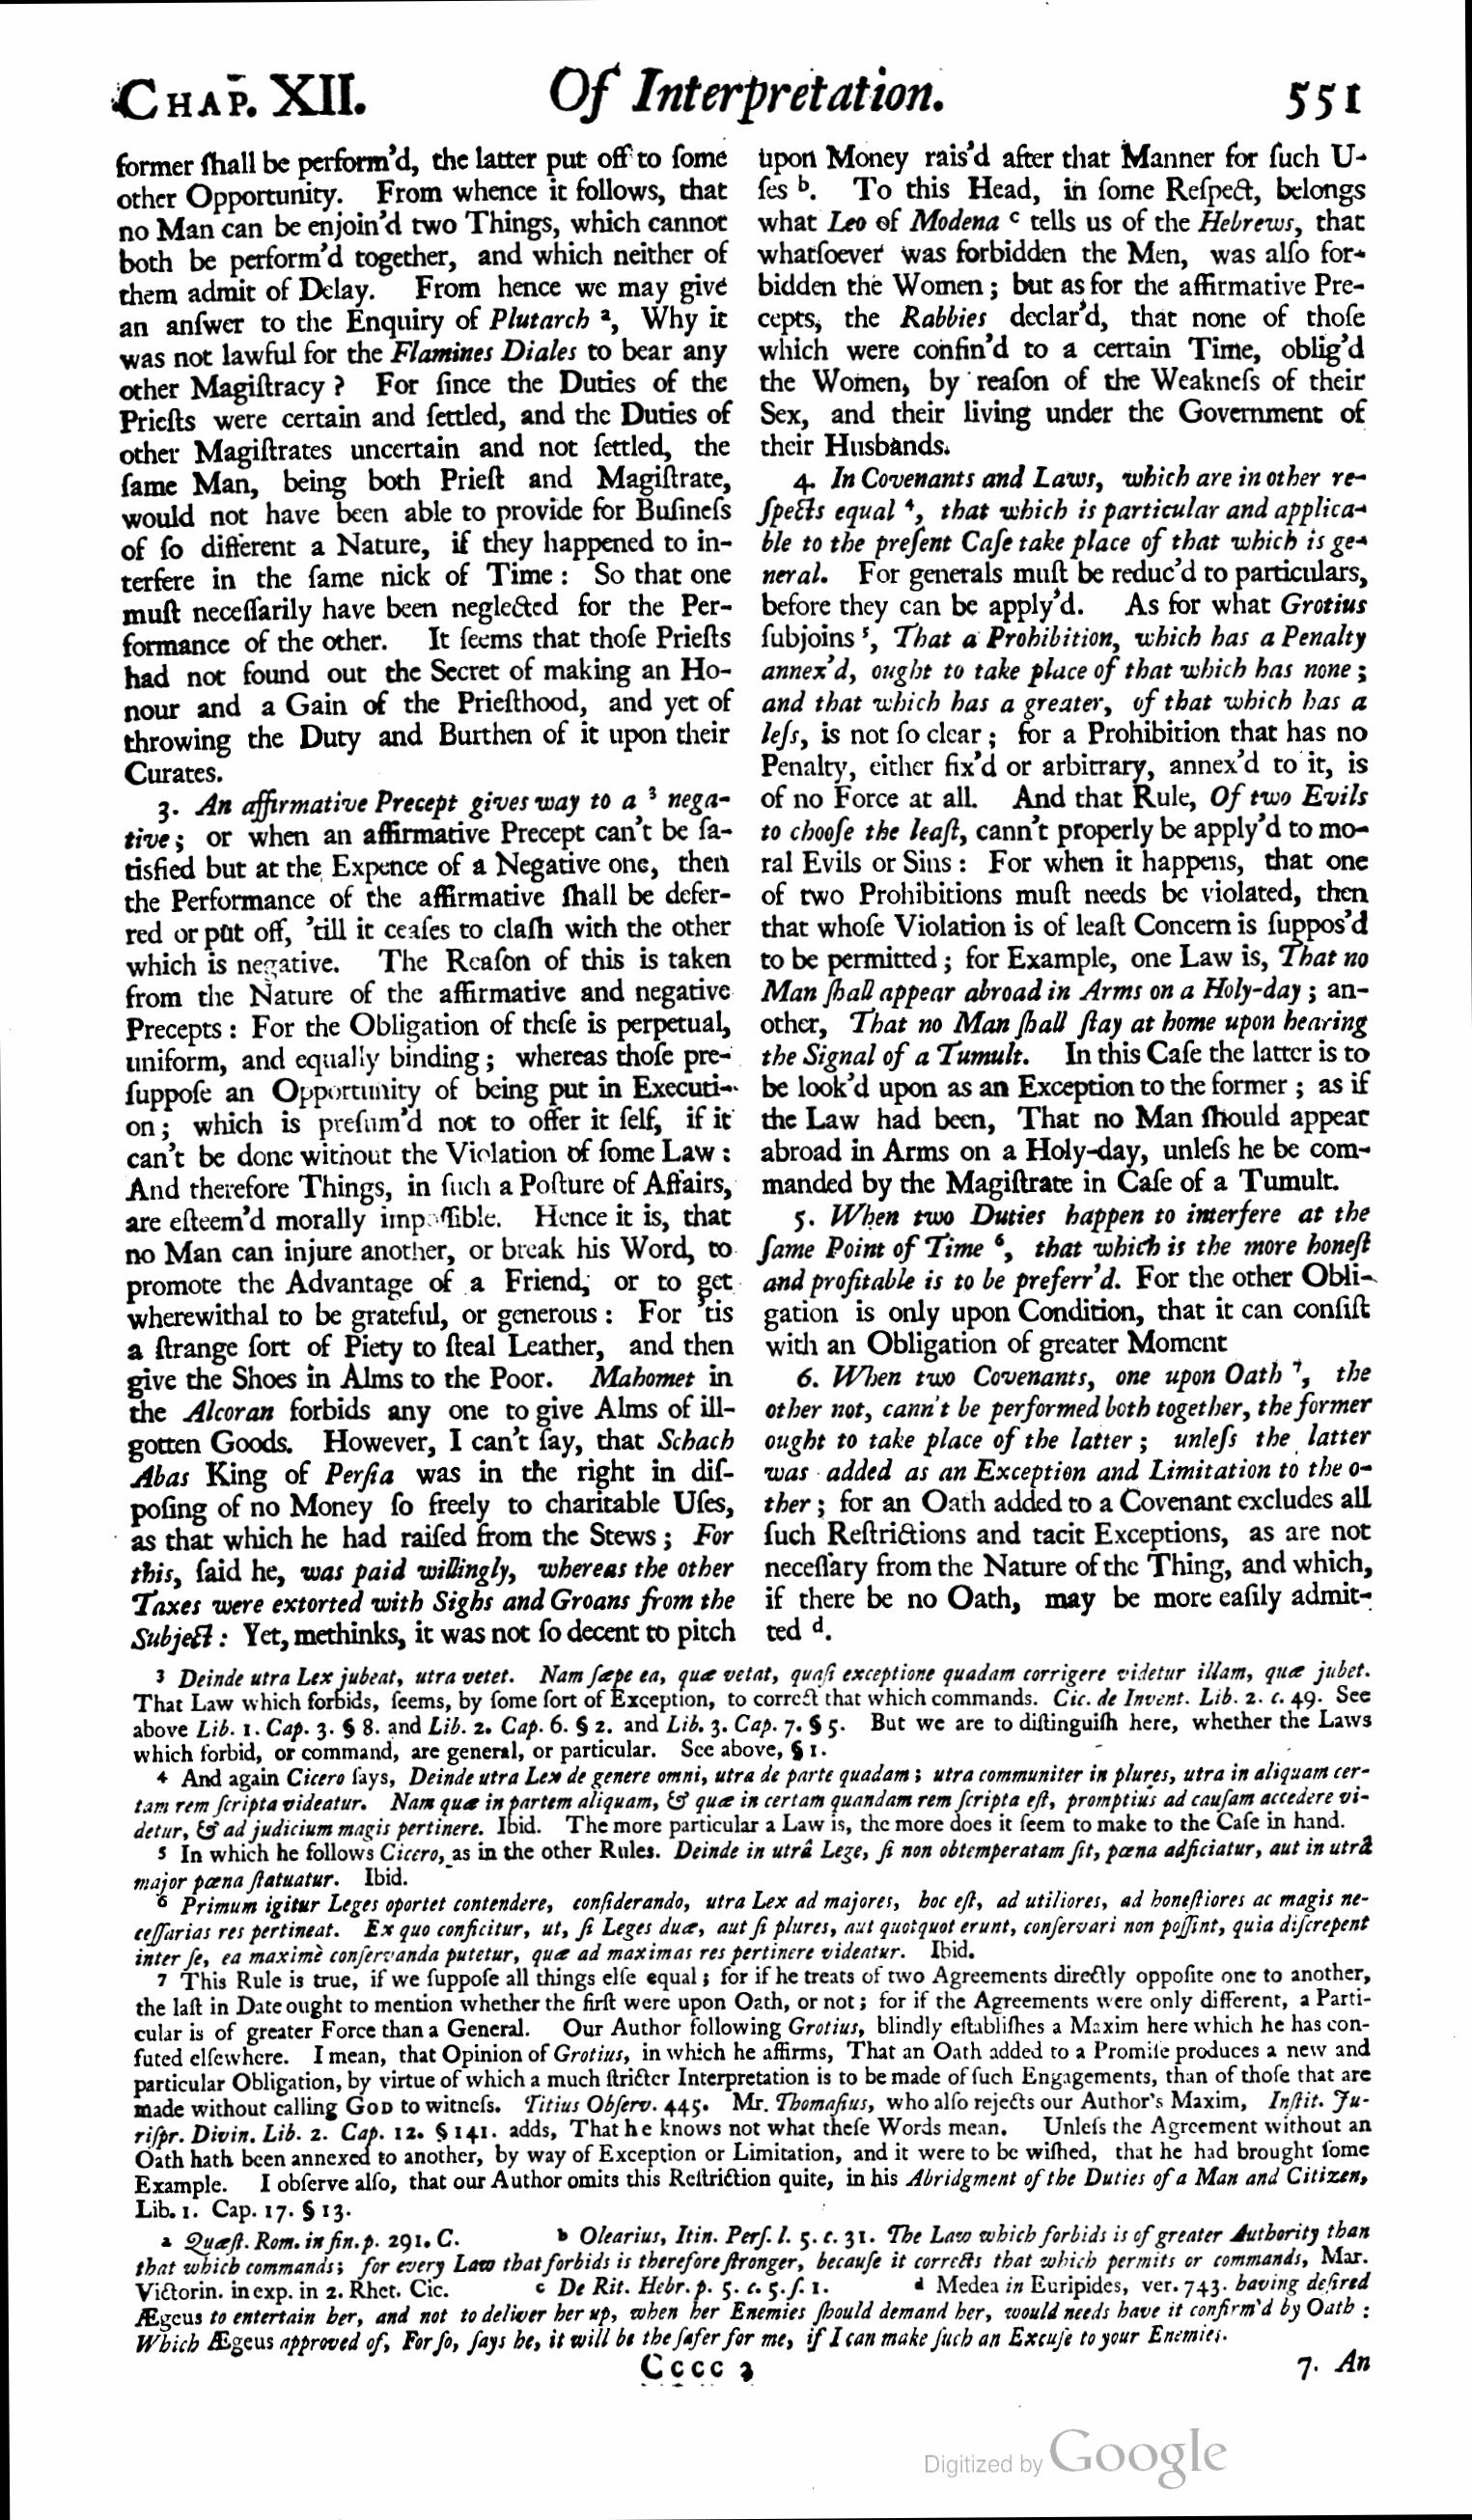 CHAP. XII. Of Interpretation. 551
former ſhall be perform'd, the latter put off to ſome
other Opportunity. From whence it follows, that
no Man can be enjoin'd two Things, which cannot
both be perform'd together, and which neither of
them admit of Delay. From hence we may give
an anſwer to the Enquiry of Plutarch ᵃ, Why it
was not lawful for the Flamines Diales to bear any
other Magiſtracy? For ſince the Duties of the
Prieſts were certain and ſettled, and the Duties of
other Magiſtrates uncertain and not ſettled, the
ſame Man, being both Prieſt and Magiſtrate,
would not have been able to provide for Buſineſs
of ſo different a Nature, if they happened to in-
terfere in the ſame nick of Time: So that one
muſt neceſſarily have been neglected for the Per-
formance of the other. It ſeems that thoſe Prieſts
had not found out the Secret of making an Ho-
nour and a Gain of the Prieſthood, and yet of
throwing the Duty and Burthen of it upon their
Curates.
3. An affirmative Precept gives way to a ³ nega-
tive; or when an affirmative Precept can't be ſa-
tisfied but at the Expence of a Negative one, then
the Performance of the affirmative ſhall be defer-
red or put off, 'till it ceaſes to claſh with the other
which is negative. The Reaſon of this is taken
from the Nature of the affirmative and negative
Precepts: For the Obligation of theſe is perpetual,
uniform, and equally binding; whereas thoſe pre-
ſuppoſe an Opportunity of being put in Executi-
on; which is preſum'd not to offer it ſelf, if it
can't be done without the Violation of ſome Law:
And therefore Things, in ſuch a Poſture of Affairs,
are eſteem'd morally impoſſible. Hence it is, that
no Man can injure another, or break his Word, to
promote the Advantage of a Friend, or to get
wherewithal to be grateful, or generous: For 'tis
a ſtrange ſort of Piety to ſteal Leather, and then
give the Shoes in Alms to the Poor. Mahomet in
the Alcoran forbids any one to give Alms of ill-
gotten Goods. However, I can't ſay, that Schach
Abas King of Perſia was in the right in diſ-
poſing of no Money ſo freely to charitable Uſes,
as that which he had raiſed from the Stews; For
this, ſaid he, was paid willingly, whereas the other
Taxes were extorted with Sighs and Groans from the
Subject: Yet, methinks, it was not ſo decent to pitch
upon Money rais'd after that Manner for ſuch U-
ſes ᵇ. To this Head, in ſome Reſpect, belongs
what Leo of Modena ᶜ tells us of the Hebrews, that
whatſoever was forbidden the Men, was alſo for-
bidden the Women; but as for the affirmative Pre-
cepts, the Rabbies declar'd, that none of thoſe
which were confin'd to a certain Time, oblig'd
the Women, by reaſon of the Weakneſs of their
Sex, and their living under the Government of
their Husbands.
4. In Covenants and Laws, which are in other re-
ſpects equal ⁴, that which is particular and applica-
ble to the preſent Caſe take place of that which is ge-
neral. For generals muſt be reduc'd to particulars,
before they can be apply'd. As for what Grotius
ſubjoins ⁵, That a Prohibition, which has a Penalty
annex'd, ought to take place of that which has none;
and that which has a greater, of that which has a
leſs, is not ſo clear; for a Prohibition that has no
Penalty, either fix'd or arbitrary, annex'd to it, is
of no Force at all. And that Rule, Of two Evils
to chooſe the leaſt, cann't properly be apply'd to mo-
ral Evils or Sins: For when it happens, that one
of two Prohibitions muſt needs be violated, then
that whoſe Violation is of leaſt Concern is ſuppos'd
to be permitted; for Example, one Law is, That no
Man ſhall appear abroad in Arms on a Holy-day; an-
other, That no Man ſhall ſtay at home upon hearing
the Signal of a Tumult. In this Caſe the latter is to
be look'd upon as an Exception to the former; as if
the Law had been, That no Man ſhould appear
abroad in Arms on a Holy-day, unleſs he be com-
manded by the Magiſtrate in Caſe of a Tumult.
5. When two Duties happen to interfere at the
ſame Point of Time ⁶, that which is the more honeſt
and profitable is to be preferr'd. For the other Obli-
gation is only upon Condition, that it can conſiſt
with an Obligation of greater Moment
6. When two Covenants, one upon Oath ⁷, the
other not, cann't be performed both together, the former
ought to take place of the latter; unleſs the latter
was added as an Exception and Limitation to the o-
ther; for an Oath added to a Covenant excludes all
ſuch Reſtrictions and tacit Exceptions, as are not
neceſſary from the Nature of the Thing, and which,
if there be no Oath, may be more eaſily admit-
ted ᵈ.
3 Deinde utra Lex jubeat, utra vetet. Nam ſæpe ea, quæ vetat, quaſi exceptione quadam corrigere videtur illam, quæ jubet.
That Law which forbids, ſeems, by ſome ſort of Exception, to correct that which commands. Cic. de Invent. Lib. 2. c. 49. See
above Lib. 1. Cap. 3. § 8. and Lib. 2. Cap. 6. § 2. and Lib. 3. Cap. 7. § 5. But we are to diſtinguiſh here, whether the Laws
which forbid, or command, are general, or particular. See above, § 1.
4 And again Cicero ſays, Deinde utra Lex de genere omni, utra de parte quadam; utra communiter in plures, utra in aliquam cer-
tam rem ſcripta videatur. Nam quæ in partem aliquam, & quæ in certam quandam rem ſcripta eſt, promptius ad cauſam accedere vi-
detur, & ad judicium magis pertinere. Ibid. The more particular a Law is, the more does it ſeem to make to the Caſe in hand.
5 In which he follows Cicero, as in the other Rules. Deinde in utrâ Lege, ſi non obtemperatam ſit, pœna adficiatur, aut in utrâ
major pœna ſtatuatur. Ibid.
6 Primum igitur Leges oportet contendere, conſiderando, utra Lex ad majores, hoc eſt, ad utiliores, ad honeſtiores ac magis ne-
ceſſarias res pertineat. Ex quo conficitur, ut, ſi Leges duæ, aut ſi plures, aut quotquot erunt, conſervari non poſſint, quia diſcrepent
inter ſe, ea maximè conſervanda putetur, quæ ad maximas res pertinere videatur. Ibid.
7 This Rule is true, if we ſuppoſe all things elſe equal; for if he treats of two Agreements directly oppoſite one to another,
the laſt in Date ought to mention whether the firſt were upon Oath, or not; for if the Agreements were only different, a Parti-
cular is of greater Force than a General. Our Author following Grotius, blindly eſtabliſhes a Maxim here which he has con-
futed elſewhere. I mean, that Opinion of Grotius, in which he affirms, That an Oath added to a Promiſe produces a new and
particular Obligation, by virtue of which a much ſtricter Interpretation is to be made of ſuch Engagements, than of thoſe that are
made without calling GOD to witneſs. Titius Obſerv. 445. Mr. Thomaſius, who alſo rejects our Author's Maxim, Inſtit. Ju-
riſpr. Divin. Lib. 2. Cap. 12. § 141. adds, That he knows not what theſe Words mean. Unleſs the Agreement without an
Oath hath been annexed to another, by way of Exception or Limitation, and it were to be wiſhed, that he had brought ſome
Example. I obſerve alſo, that our Author omits this Reſtriction quite, in his Abridgment of the Duties of a Man and Citizen,
Lib. 1. Cap. 17. § 13.
a Quæſt. Rom. in fin. p. 291. C. b Olearius, Itin. Perſ. l. 5. c. 31. The Law which forbids is of greater Authority than
that which commands; for every Law that forbids is therefore ſtronger, becauſe it corrects that which permits or commands, Mar.
Victorin. in exp. in 2. Rhet. Cic. c De Rit. Hebr. p. 5. c. 5. ſ. 1. d Medea in Euripides, ver. 743. having deſired
Ægeus to entertain her, and not to deliver her up, when her Enemies ſhould demand her, would needs have it confirm'd by Oath:
Which Ægeus approved of, For ſo, ſays he, it will be the ſafer for me, if I can make ſuch an Excuſe to your Enemies.
Cccc 2 7. An
Digitized by Google